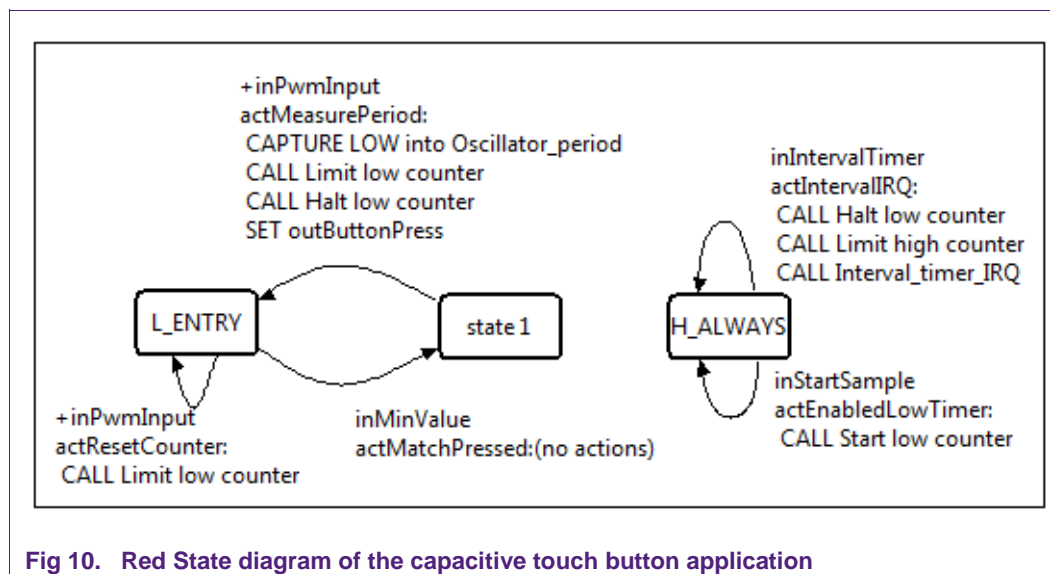 +inPwmInput
actMeasurePeriod:
CAPTURE LOW into Oscillator_period
CALL Limit low counter
CALL Halt low counter
SET outButtonPress
inIntervalTimer
actIntervalIRQ:
CALL Halt low counter
CALL Limit high counter
CALL Interval_timer_IRQ
L_ENTRY
state 1
H_ALWAYS
+inPwmInput
actResetCounter:
CALL Limit low counter
inMinValue
actMatchPressed:(no actions)
inStartSample
actEnabledLowTimer:
CALL Start low counter
Fig 10. Red State diagram of the capacitive touch button application